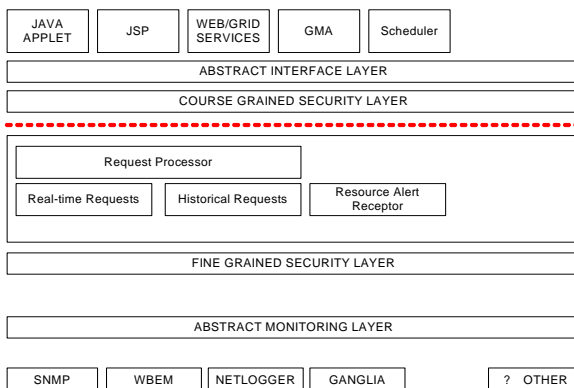 JAVA
APPLET
JSP
WEB/GRID
SERVICES
GMA
Scheduler
ABSTRACT INTERFACE LAYER
COURSE GRAINED SECURITY LAYER
Request Processor
Real-time Requests
Historical Requests
Resource Alert
Receptor
FINE GRAINED SECURITY LAYER
ABSTRACT MONITORING LAYER
SNMP
WBEM
NETLOGGER
GANGLIA
? OTHER